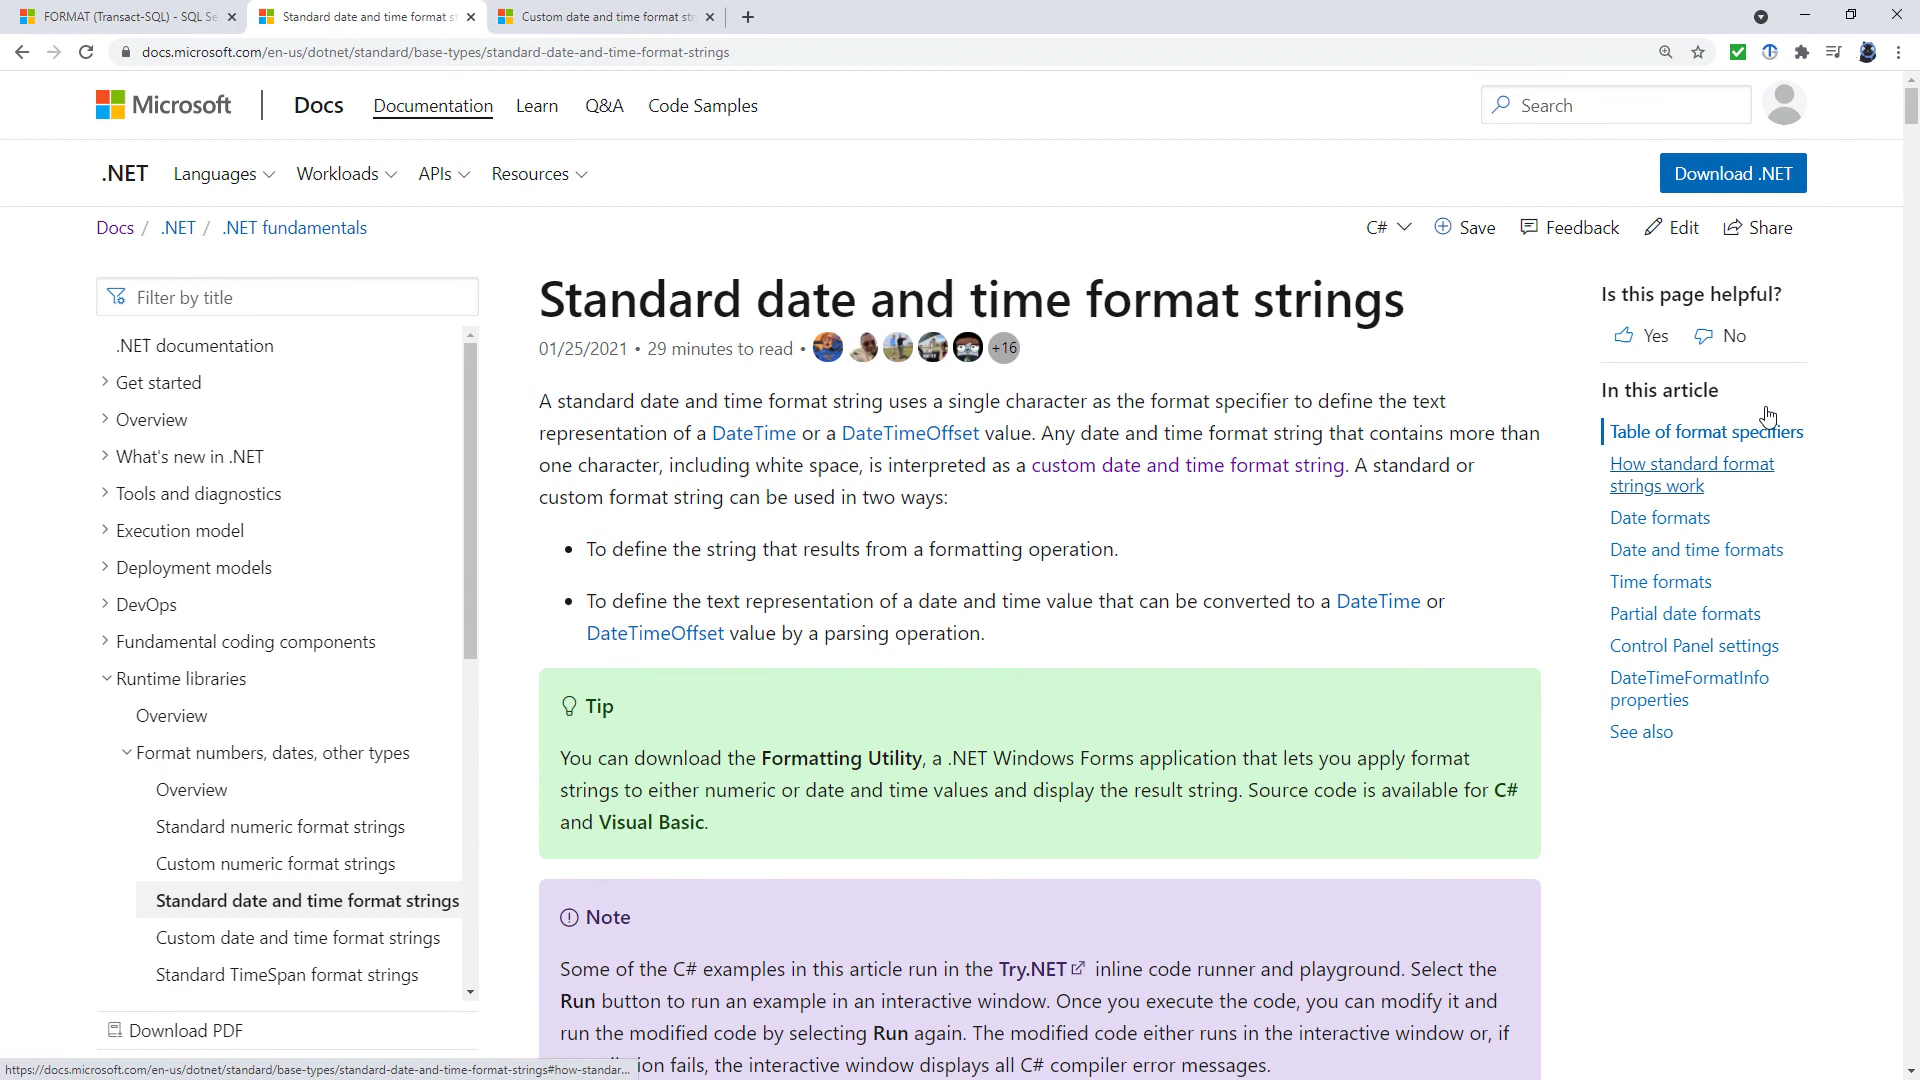 FORMAT (Transact-SQL) - SQL Se
Standard date and time format st
Custom date and time format stri
docs.microsoft.com/en-us/dotnet/standard/base-types/standard-date-and-time-format-strings
Microsoft
Docs
Documentation
Learn
Q&A
Code Samples
Search
.NET
Languages
Workloads
APIs
Resources
Download .NET
Docs / .NET / .NET fundamentals
C#
Save
Feedback
Edit
Share
Filter by title
.NET documentation
Get started
Overview
What's new in .NET
Tools and diagnostics
Execution model
Deployment models
DevOps
Fundamental coding components
Runtime libraries
Overview
Format numbers, dates, other types
Overview
Standard numeric format strings
Custom numeric format strings
Standard date and time format strings
Custom date and time format strings
Standard TimeSpan format strings
Download PDF
Standard date and time format strings
01/25/2021 • 29 minutes to read • +16
A standard date and time format string uses a single character as the format specifier to define the text
representation of a DateTime or a DateTimeOffset value. Any date and time format string that contains more than
one character, including white space, is interpreted as a custom date and time format string. A standard or
custom format string can be used in two ways:
• To define the string that results from a formatting operation.
• To define the text representation of a date and time value that can be converted to a DateTime or
DateTimeOffset value by a parsing operation.
Tip
You can download the Formatting Utility, a .NET Windows Forms application that lets you apply format
strings to either numeric or date and time values and display the result string. Source code is available for C#
and Visual Basic.
Note
Some of the C# examples in this article run in the Try.NET inline code runner and playground. Select the
Run button to run an example in an interactive window. Once you execute the code, you can modify it and
run the modified code by selecting Run again. The modified code either runs in the interactive window or, if
ion fails, the interactive window displays all C# compiler error messages.
Is this page helpful?
Yes
No
In this article
Table of format specifiers
How standard format
strings work
Date formats
Date and time formats
Time formats
Partial date formats
Control Panel settings
DateTimeFormatInfo
properties
See also
https://docs.microsoft.com/en-us/dotnet/standard/base-types/standard-date-and-time-format-strings#how-standar...